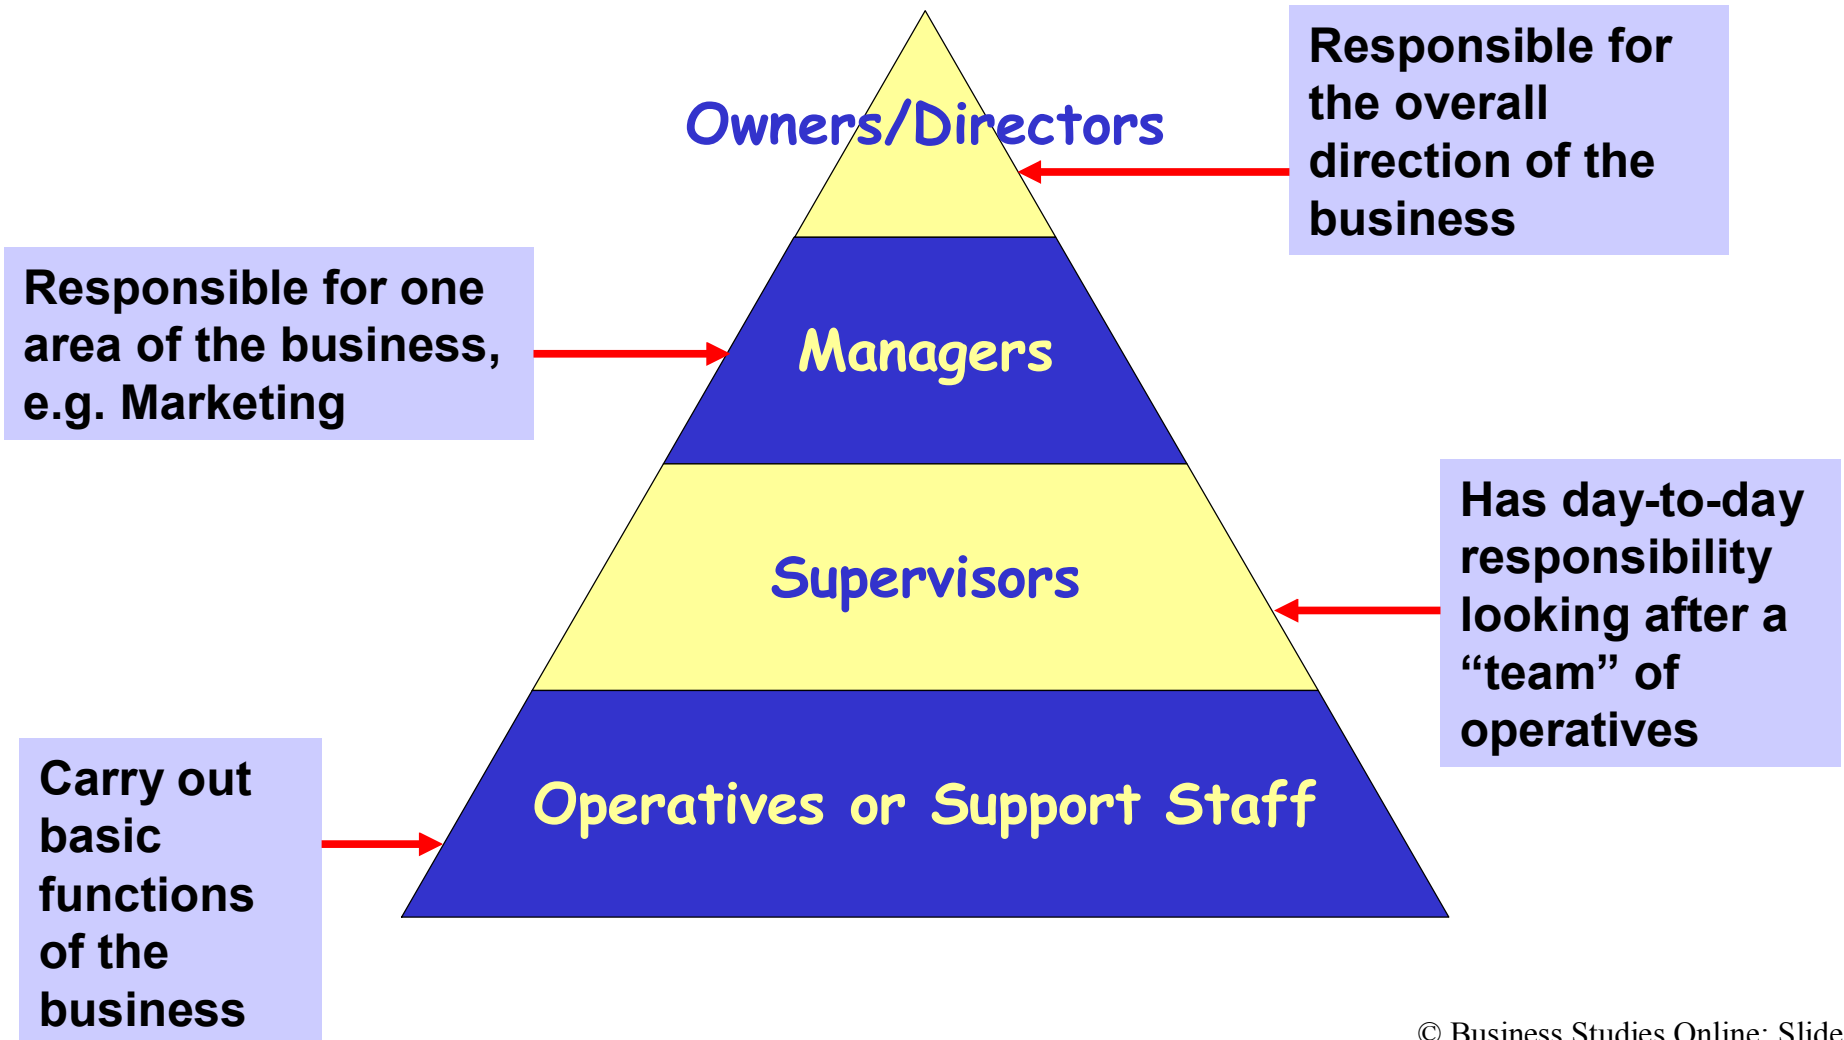 Owners/Directors
Responsible for
the overall
direction of the
business
Responsible for one
area of the business,
e.g. Marketing
Managers
Supervisors
Has day-to-day
responsibility
looking after a
“team” of
operatives
Carry out
basic
functions
of the
business
Operatives or Support Staff
© Business Studies Online: Slide